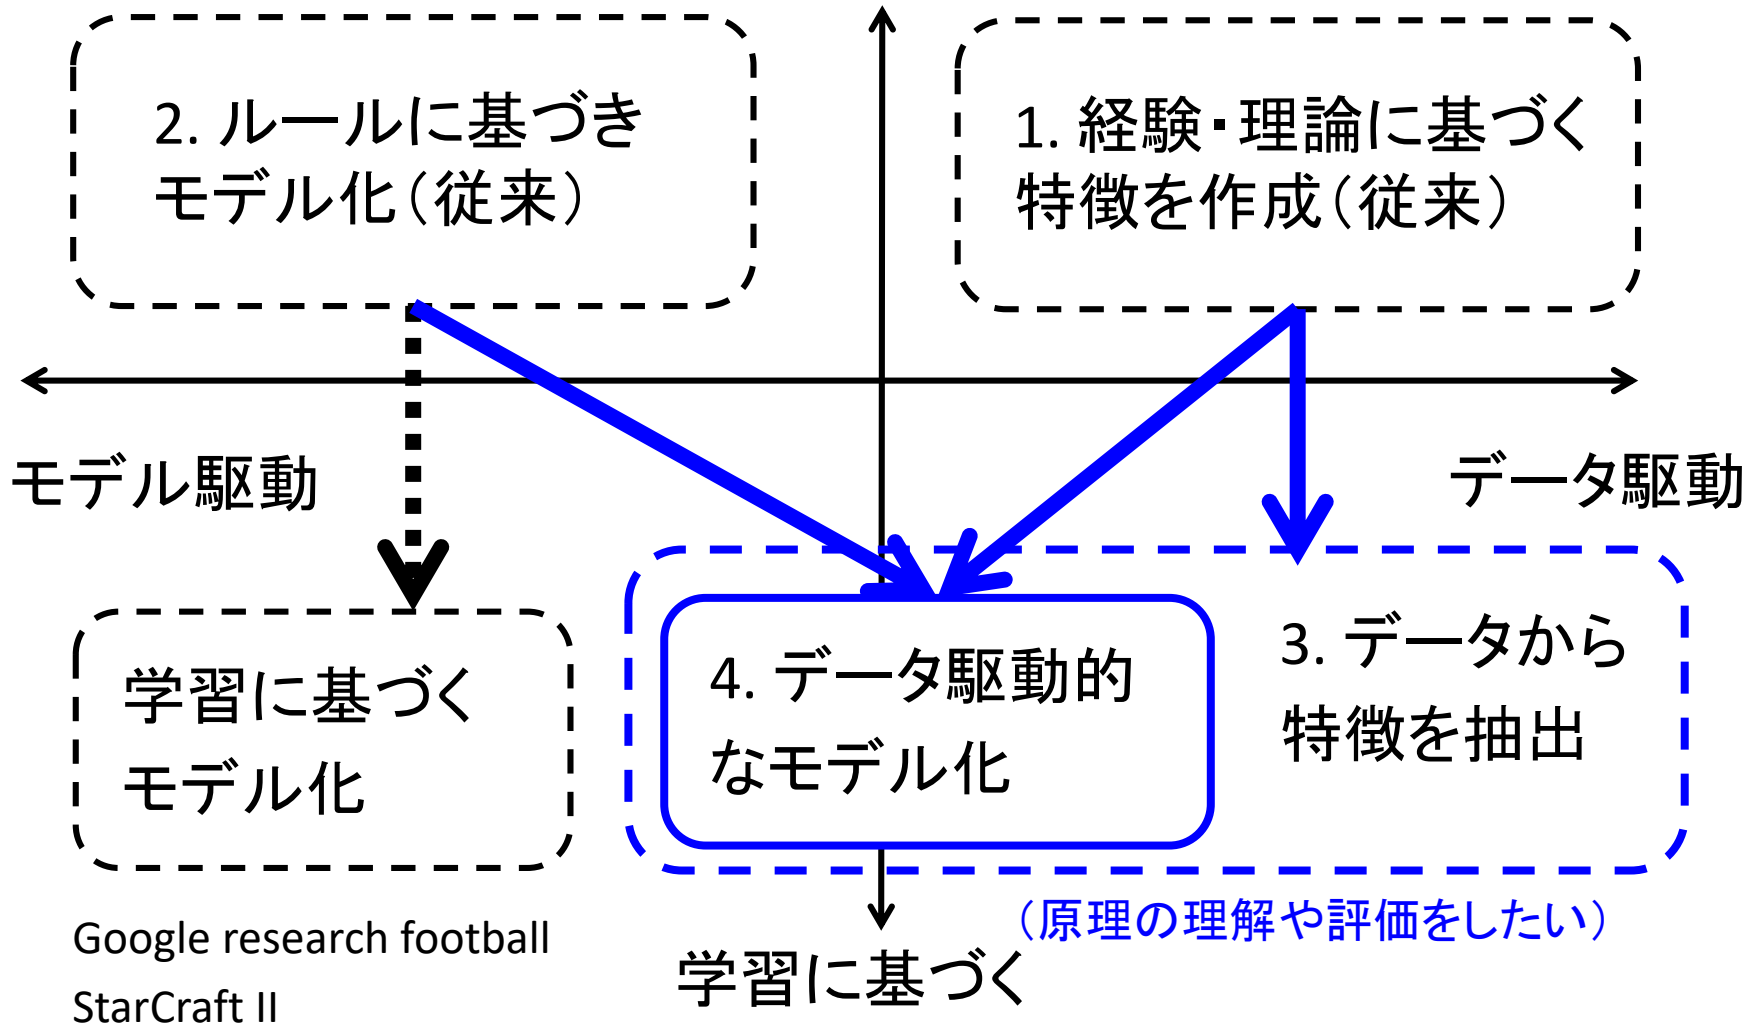 2. ルールに基づき
モデル化（従来）
1. 経験・理論に基づく
特徴を作成（従来）
モデル駆動
データ駆動
学習に基づく
モデル化
4. データ駆動的
なモデル化
3. データから
特徴を抽出
（原理の理解や評価をしたい）
Google research football
StarCraft II
学習に基づく